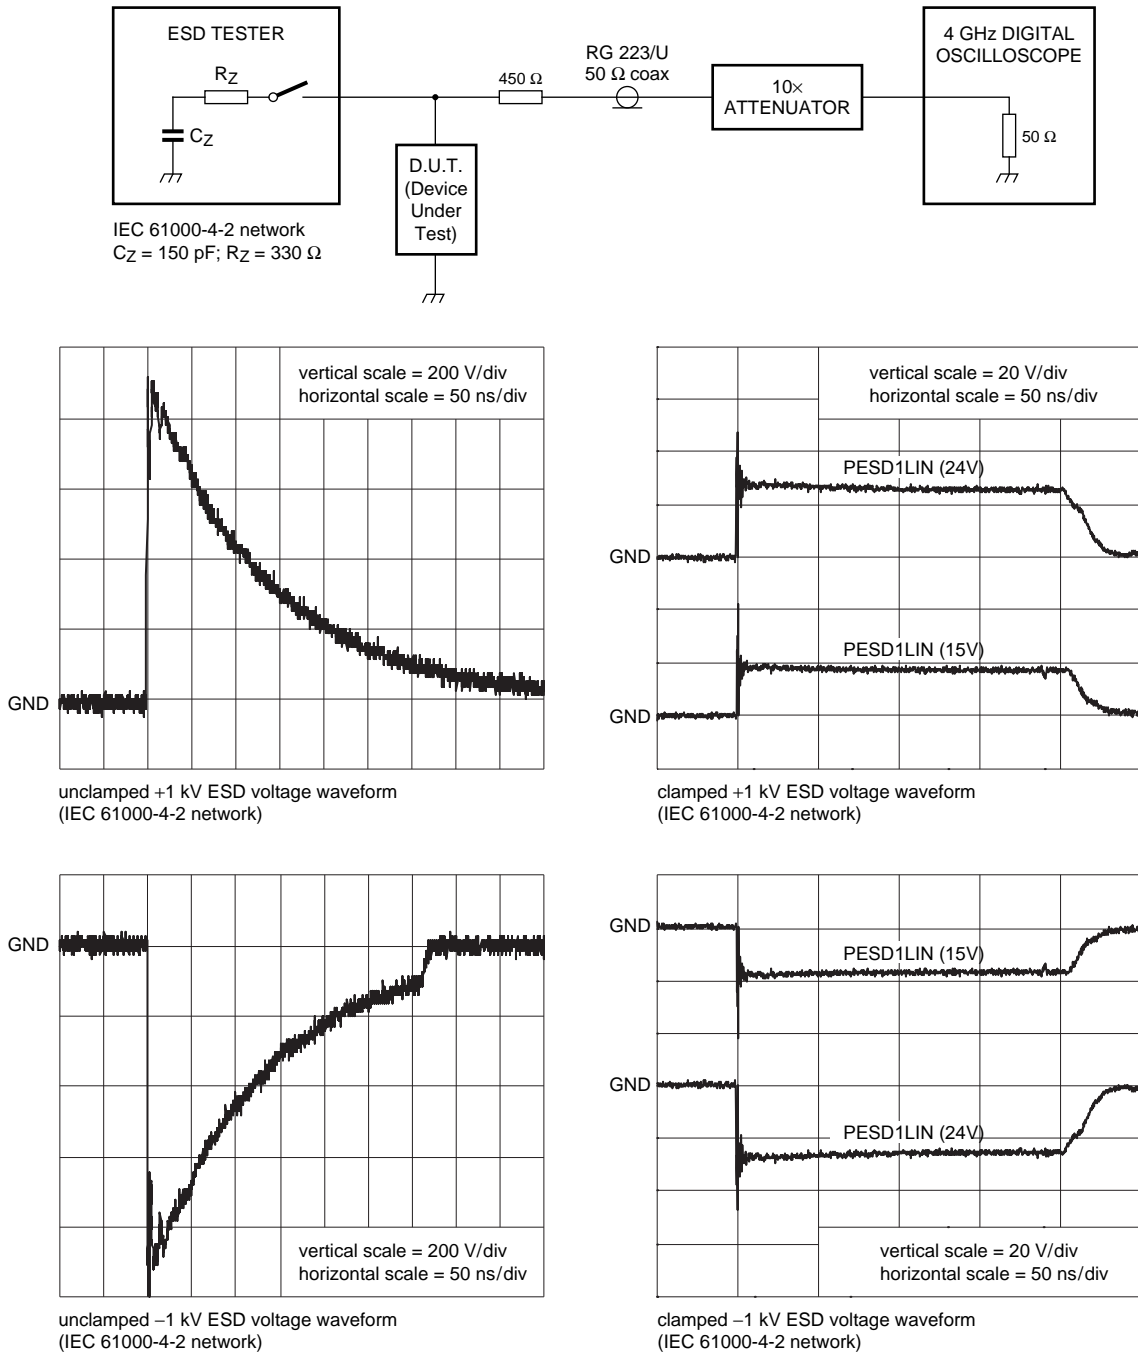 ESD TESTER
RZ
CZ
IEC 61000-4-2 network
CZ = 150 pF; RZ = 330 Ω
D.U.T.
(Device
Under
Test)
450 Ω
RG 223/U
50 Ω coax
10×
ATTENUATOR
4 GHz DIGITAL
OSCILLOSCOPE
50 Ω
vertical scale = 200 V/div
horizontal scale = 50 ns/div
GND
unclamped +1 kV ESD voltage waveform
(IEC 61000-4-2 network)
vertical scale = 20 V/div
horizontal scale = 50 ns/div
PESD1LIN (24V)
GND
PESD1LIN (15V)
GND
clamped +1 kV ESD voltage waveform
(IEC 61000-4-2 network)
GND
vertical scale = 200 V/div
horizontal scale = 50 ns/div
unclamped −1 kV ESD voltage waveform
(IEC 61000-4-2 network)
GND
PESD1LIN (15V)
GND
PESD1LIN (24V)
vertical scale = 20 V/div
horizontal scale = 50 ns/div
clamped −1 kV ESD voltage waveform
(IEC 61000-4-2 network)